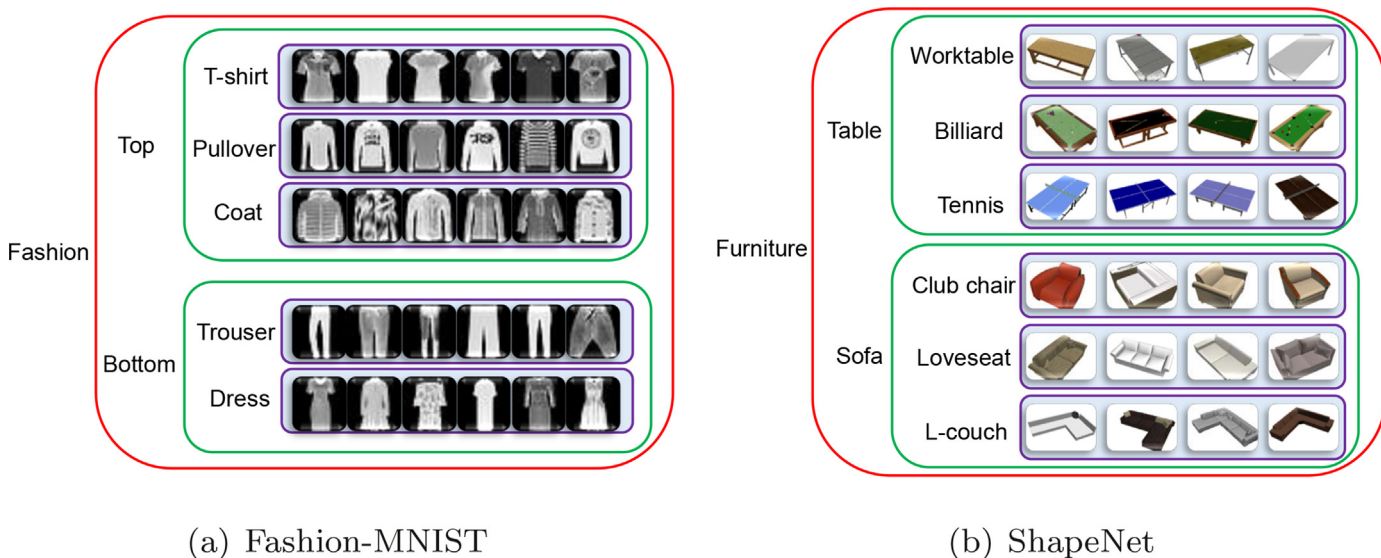 Fashion
Top
T-shirt
Pullover
Coat
Bottom
Trouser
Dress
(a) Fashion-MNIST
Furniture
Table
Worktable
Billiard
Tennis
Sofa
Club chair
Loveseat
L-couch
(b) ShapeNet